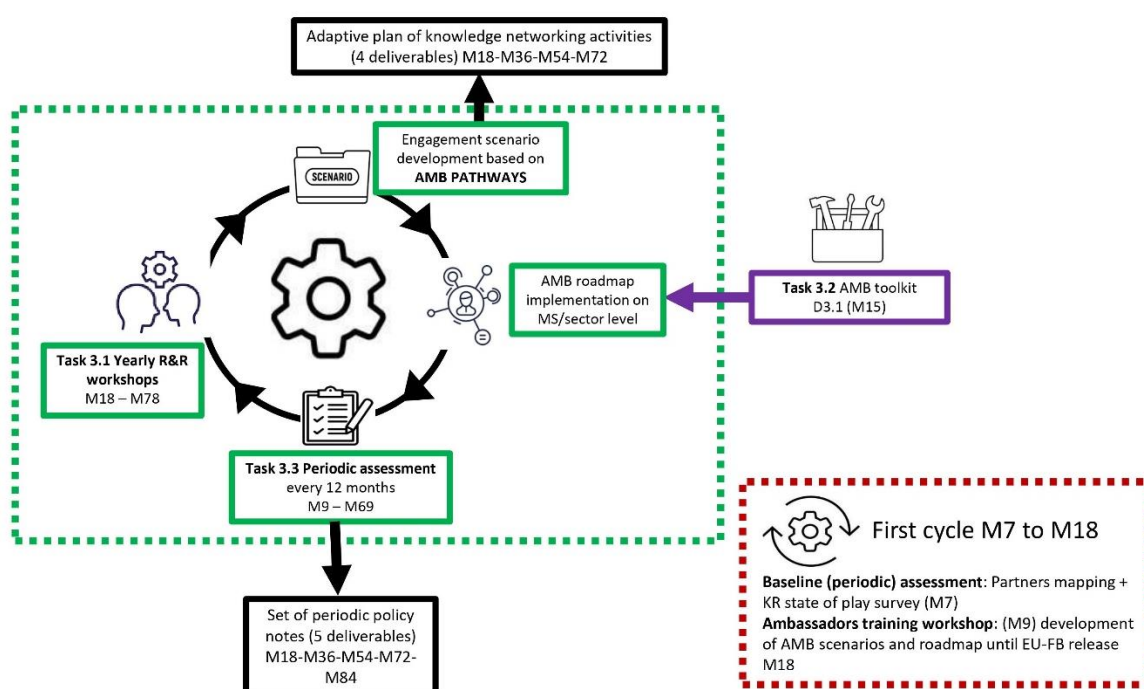 Adaptive plan of knowledge networking activities
(4 deliverables) M18-M36-M54-M72
Engagement scenario
development based on
AMB PATHWAYS
SCENARIO
AMB roadmap
implementation on
MS/sector level
Task 3.2 AMB toolkit
D3.1 (M15)
Task 3.1 Yearly R&R
workshops
M18 – M78
Task 3.3 Periodic assessment
every 12 months
M9 – M69
Set of periodic policy
notes (5 deliverables)
M18-M36-M54-M72-
M84
First cycle M7 to M18
Baseline (periodic) assessment: Partners mapping +
KR state of play survey (M7)
Ambassadors training workshop: (M9) development
of AMB scenarios and roadmap until EU-FB release
M18